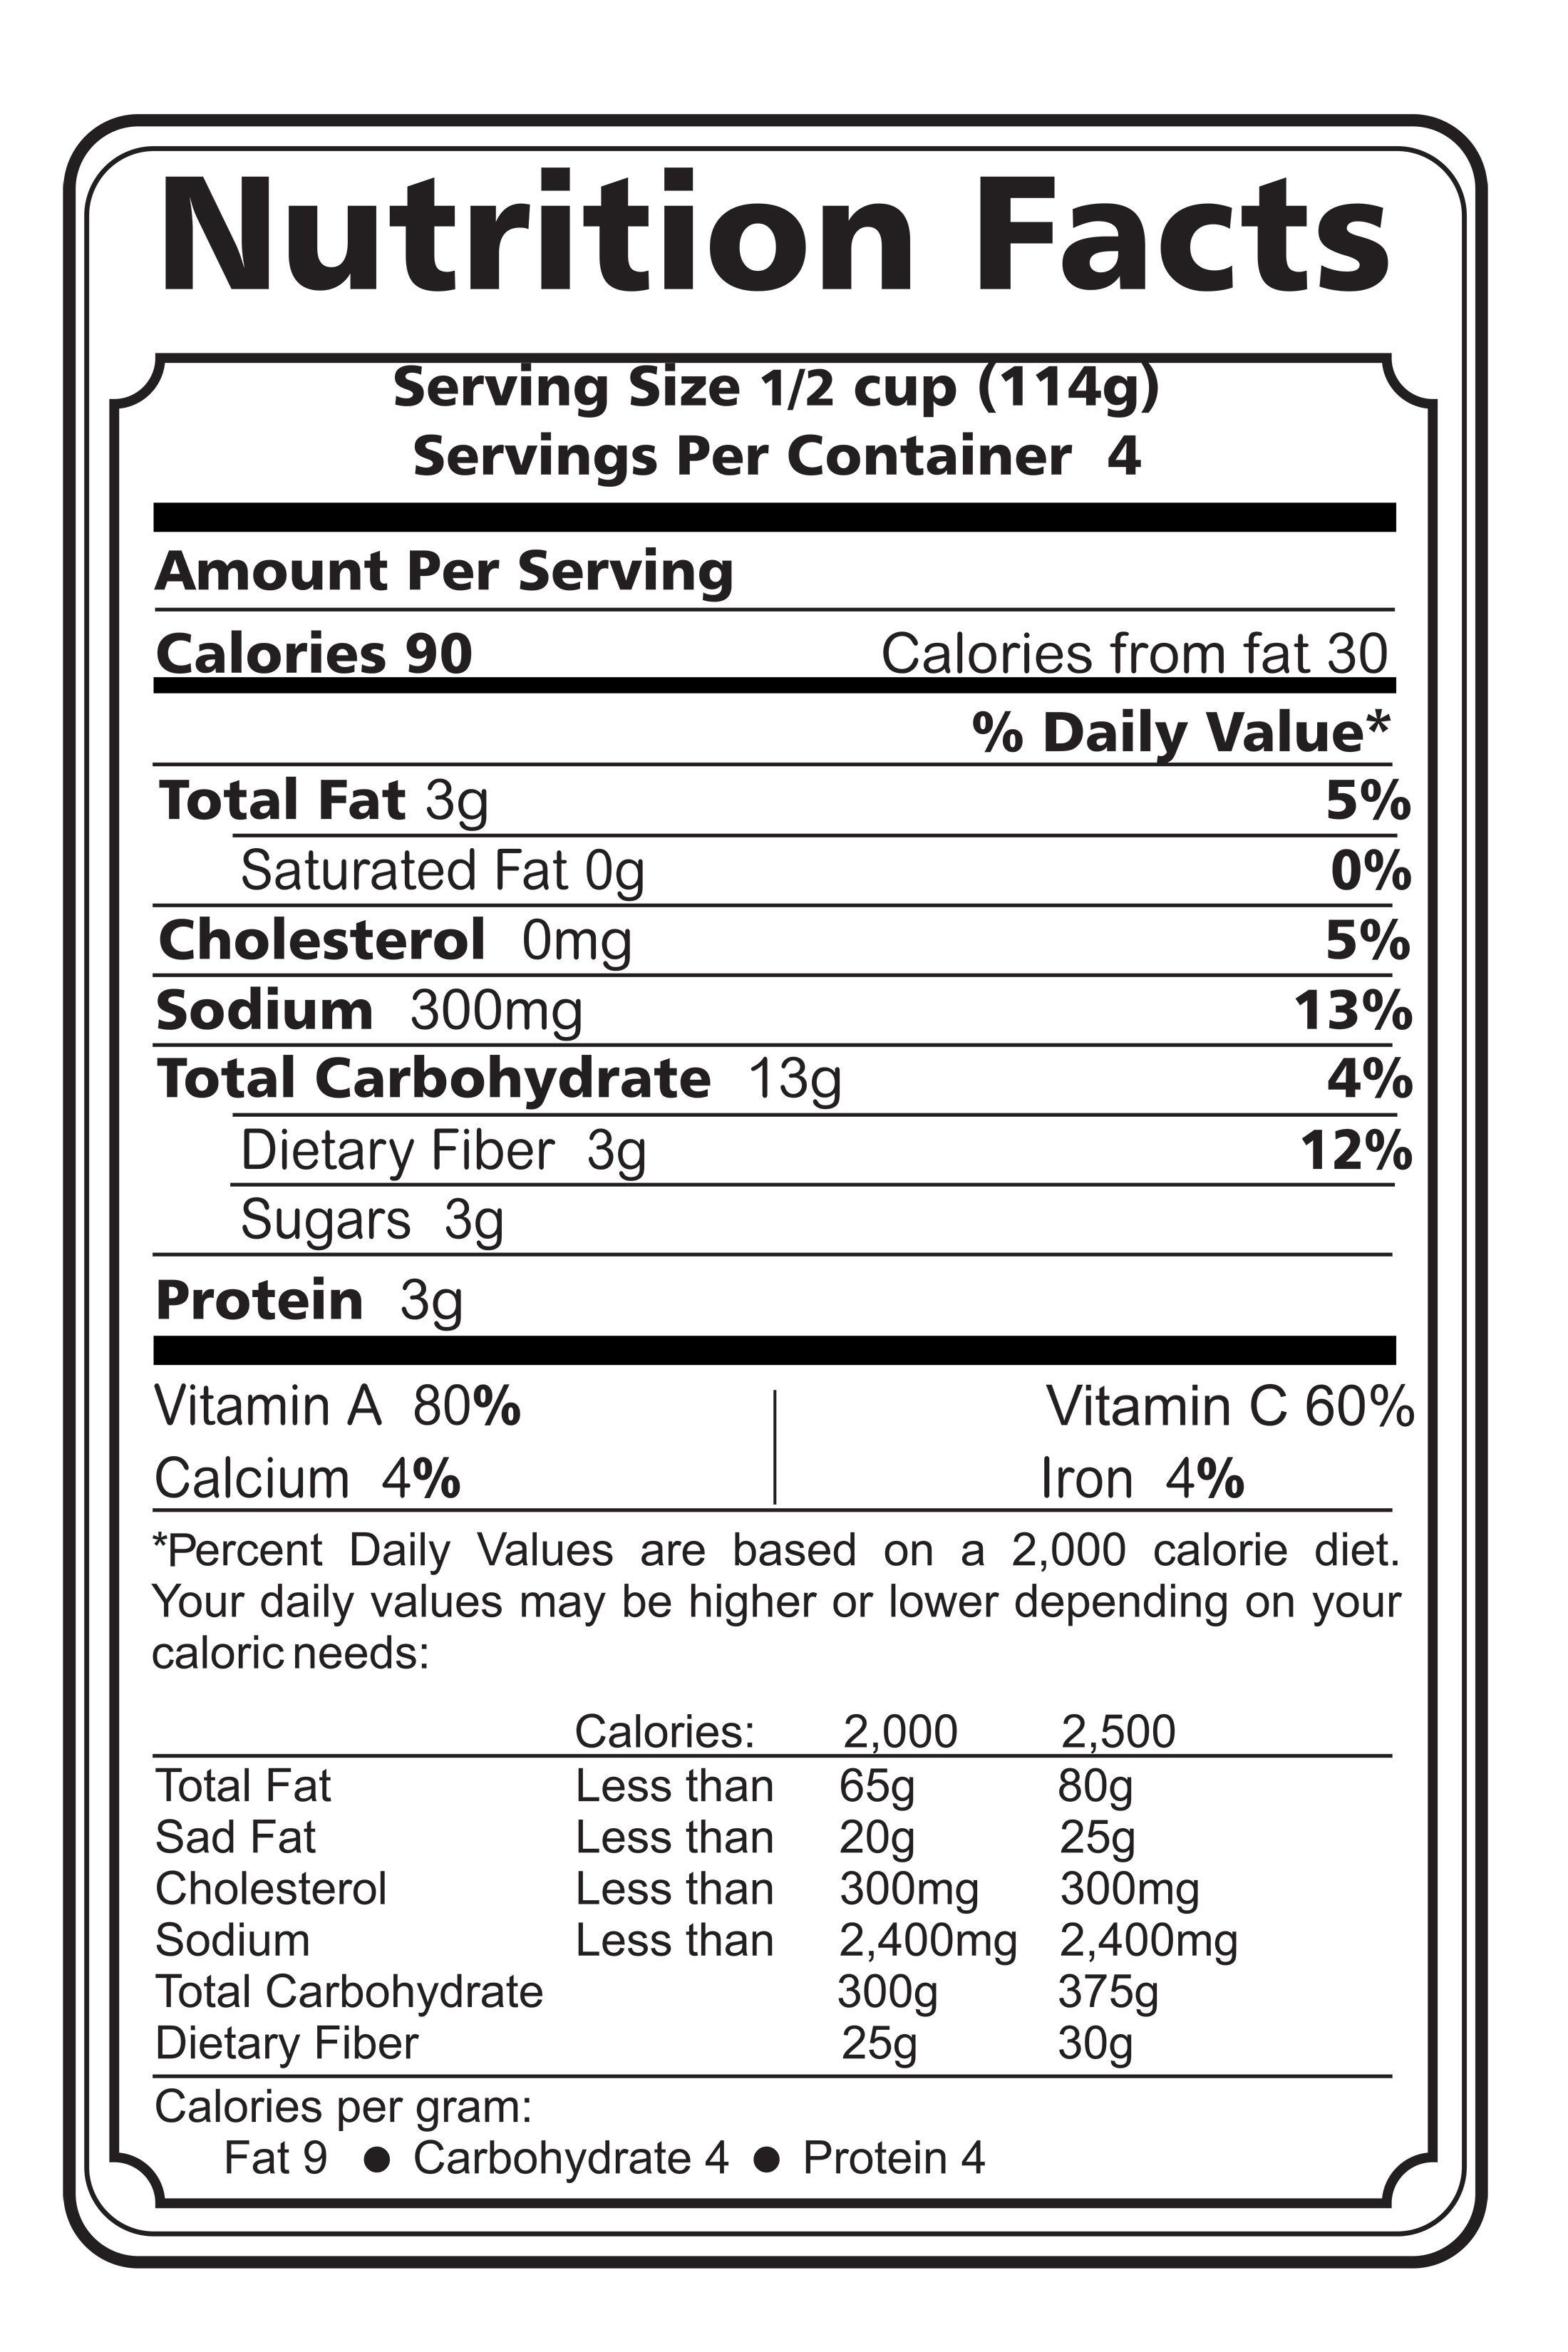 Nutrition Facts
Serving Size 1/2 cup (114g)
Servings Per Container 4
Amount Per Serving
Calories 90 Calories from fat 30
% Daily Value*
Total Fat 3g 5%
Saturated Fat 0g 0%
Cholesterol 0mg 5%
Sodium 300mg 13%
Total Carbohydrate 13g 4%
Dietary Fiber 3g 12%
Sugars 3g
Protein 3g
Vitamin A 80% Vitamin C 60%
Calcium 4% Iron 4%
*Percent Daily Values are based on a 2,000 calorie diet.
Your daily values may be higher or lower depending on your
caloric needs:
Calories: 2,000 2,500
Total Fat Less than 65g 80g
Sad Fat Less than 20g 25g
Cholesterol Less than 300mg 300mg
Sodium Less than 2,400mg 2,400mg
Total Carbohydrate 300g 375g
Dietary Fiber 25g 30g
Calories per gram:
Fat 9 ● Carbohydrate 4 ● Protein 4